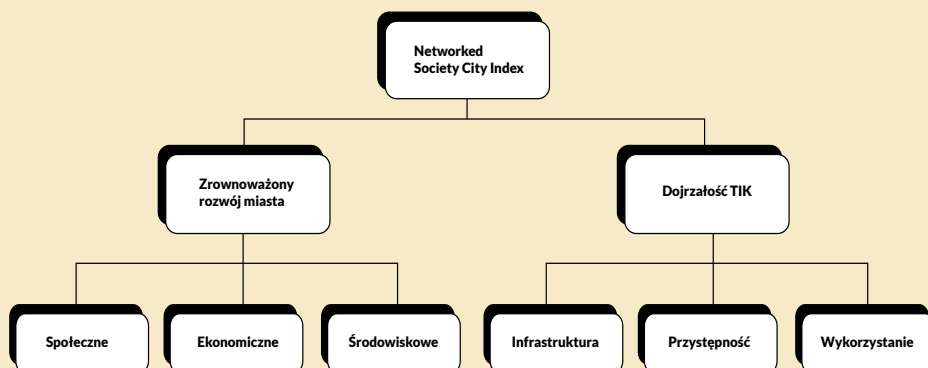 Networked
Society City Index
Zrownoważony
rozwój miasta
Dojrzałość TIK
Społeczne
Ekonomiczne
Środowiskowe
Infrastruktura
Przystępność
Wykorzystanie